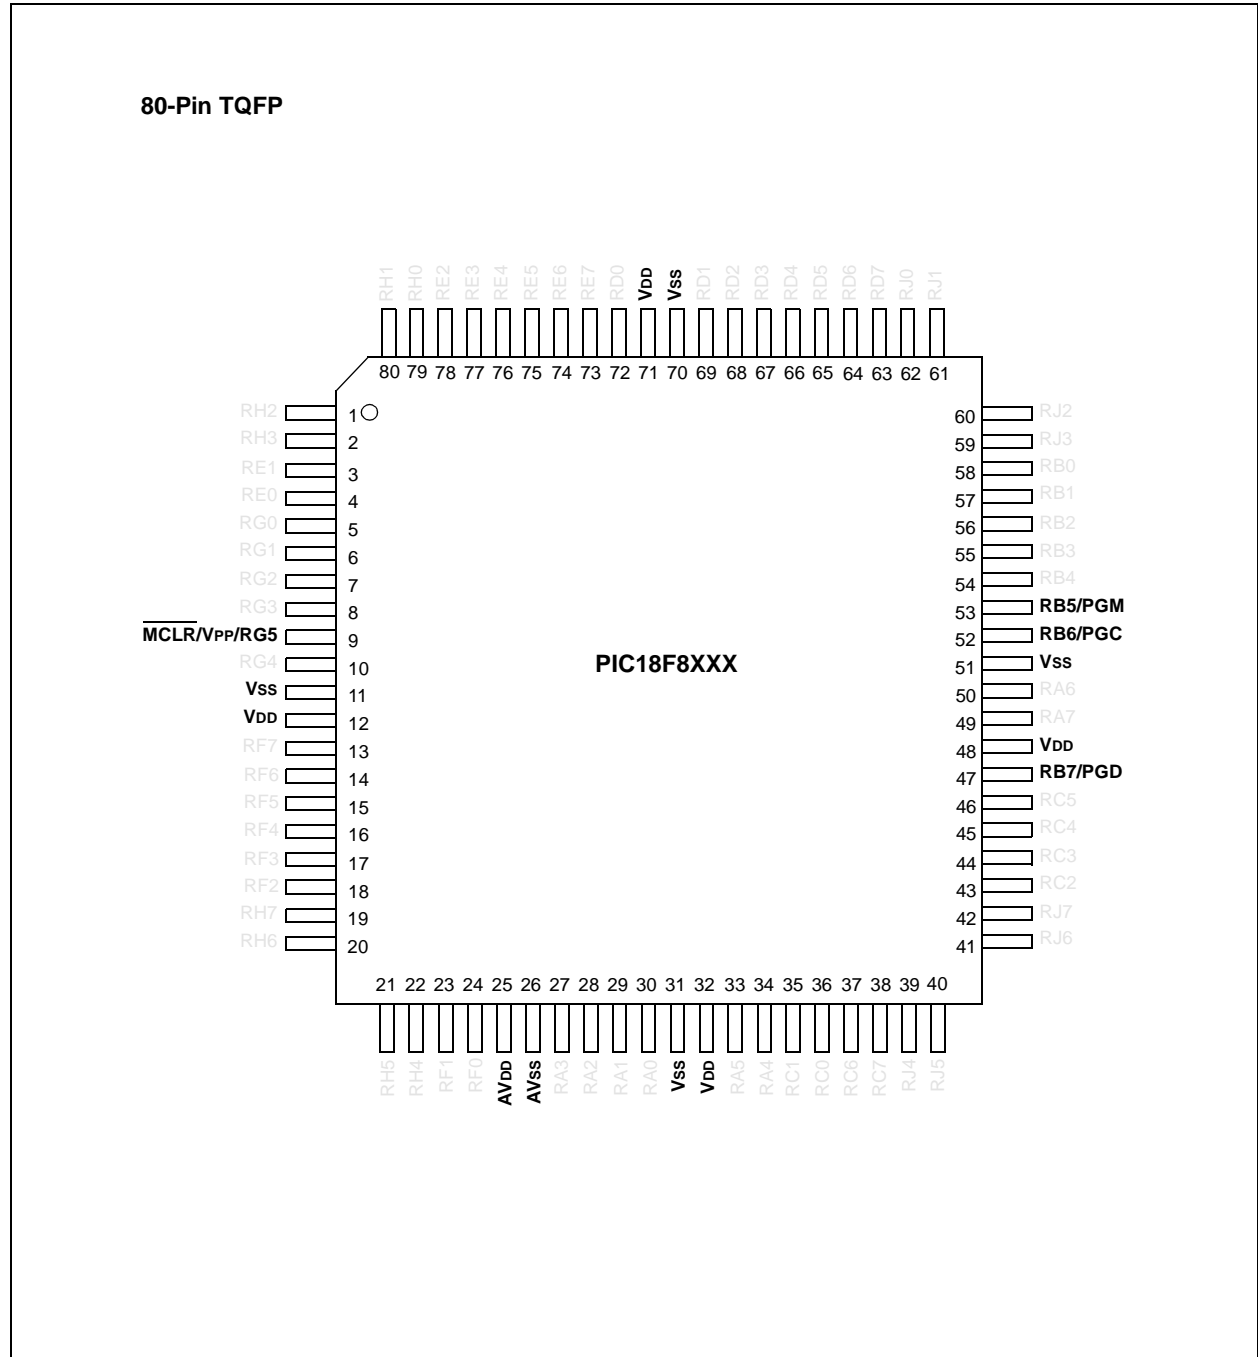 80-Pin TQFP
RH1 RH0 RE2 RE3 RE4 RE5 RE6 RE7 RD0 VDD VSS RD1 RD2 RD3 RD4 RD5 RD6 RD7 RJ0 RJ1
80 79 78 77 76 75 74 73 72 71 70 69 68 67 66 65 64 63 62 61
RH2 1 60 RJ2
RH3 2 59 RJ3
RE1 3 58 RB0
RE0 4 57 RB1
RG0 5 56 RB2
RG1 6 55 RB3
RG2 7 54 RB4
RG3 8 53 RB5/PGM
MCLR/VPP/RG5 9 52 RB6/PGC
RG4 10 PIC18F8XXX 51 VSS
VSS 11 50 RA6
VDD 12 49 RA7
RF7 13 48 VDD
RF6 14 47 RB7/PGD
RF5 15 46 RC5
RF4 16 45 RC4
RF3 17 44 RC3
RF2 18 43 RC2
RH7 19 42 RJ7
RH6 20 41 RJ6
21 22 23 24 25 26 27 28 29 30 31 32 33 34 35 36 37 38 39 40
RH5 RH4 RF1 RF0 AVDD AVSS RA3 RA2 RA1 RA0 VSS VDD RA5 RA4 RC1 RC0 RC6 RC7 RJ4 RJ5